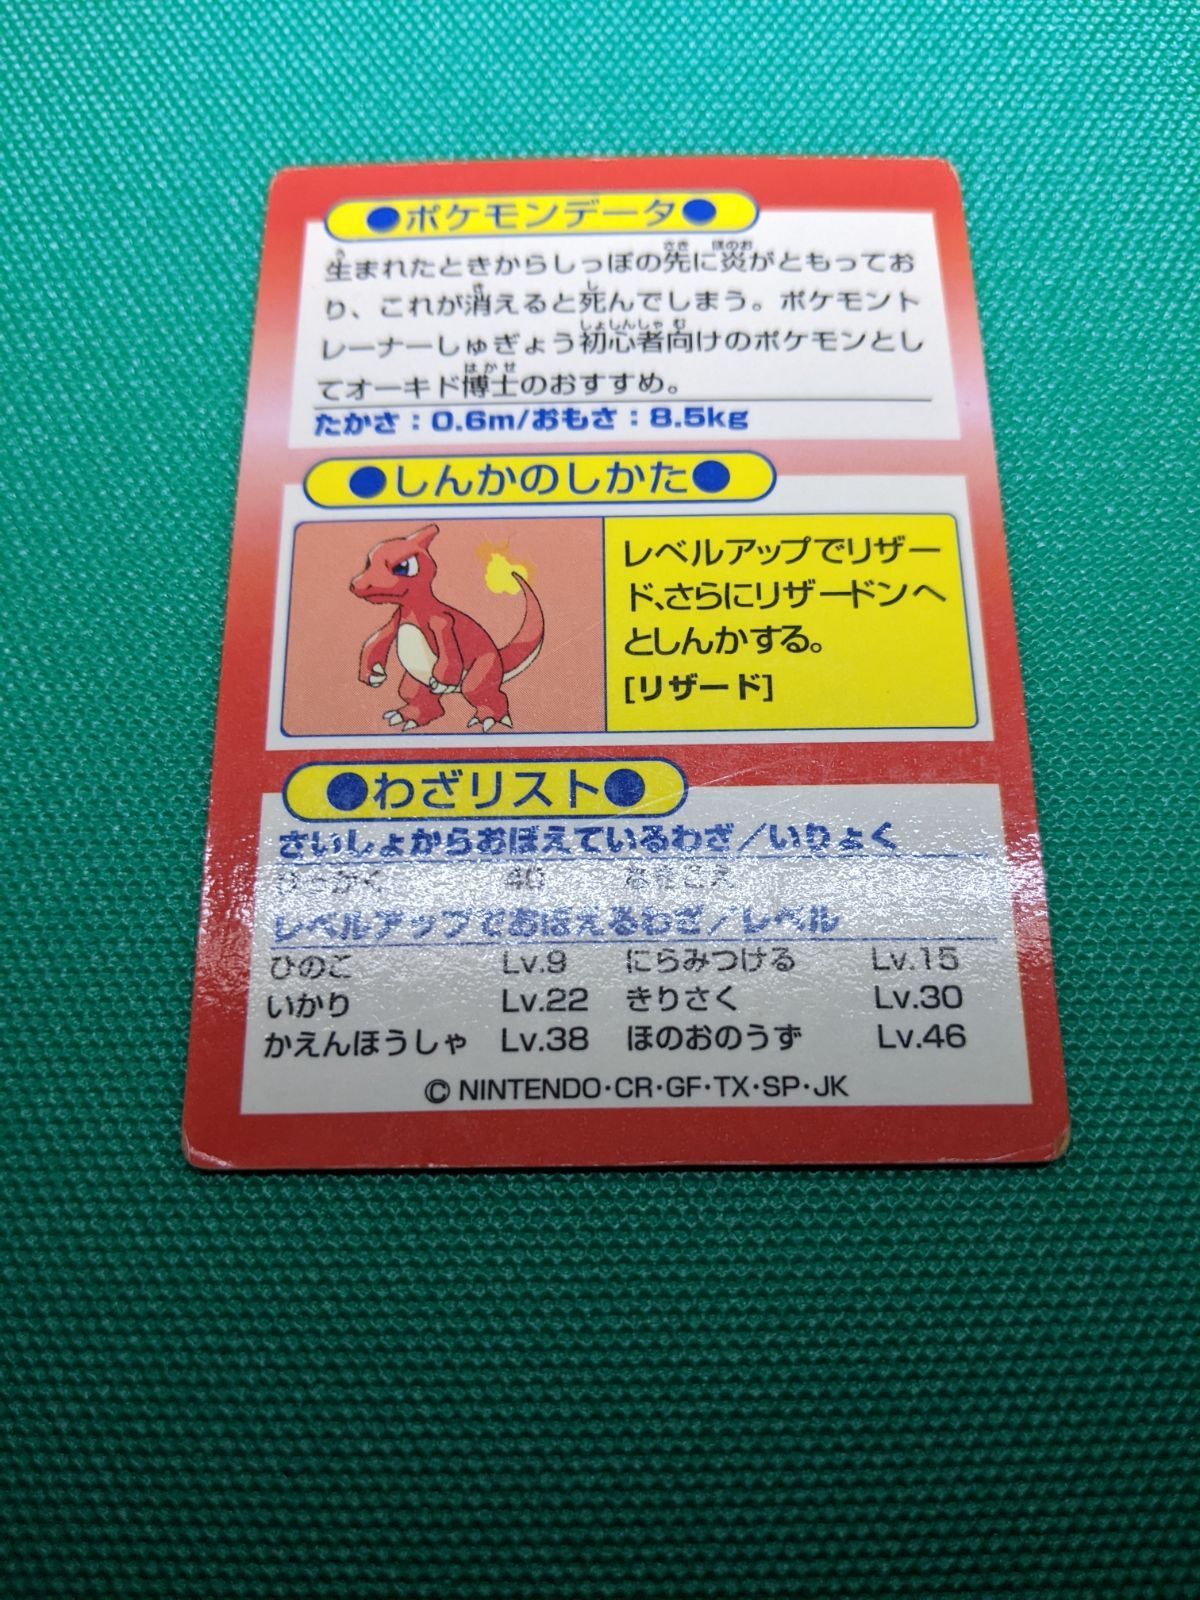 ●ポケモンデータ●
生まれたときからしっぽの先に炎がともってお
り、これが消えると死んでしまう。ポケモント
レーナーしゅぎょう初心者向けのポケモンとし
てオーキド博士のおすすめ。
たかさ：0.6m/おもさ：8.5kg
●しんかのしかた●
レベルアップでリザー
ド、さらにリザードンへ
としんかする。
[リザード]
●わざリスト●
さいしょからおぼえているわざ／いりょく
ひっかく 40 なきごえ
レベルアップでおぼえるわざ／レベル
ひのこ Lv.9 にらみつける Lv.15
いかり Lv.22 きりさく Lv.30
かえんほうしゃ Lv.38 ほのおのうず Lv.46
© NINTENDO・CR・GF・TX・SP・JK